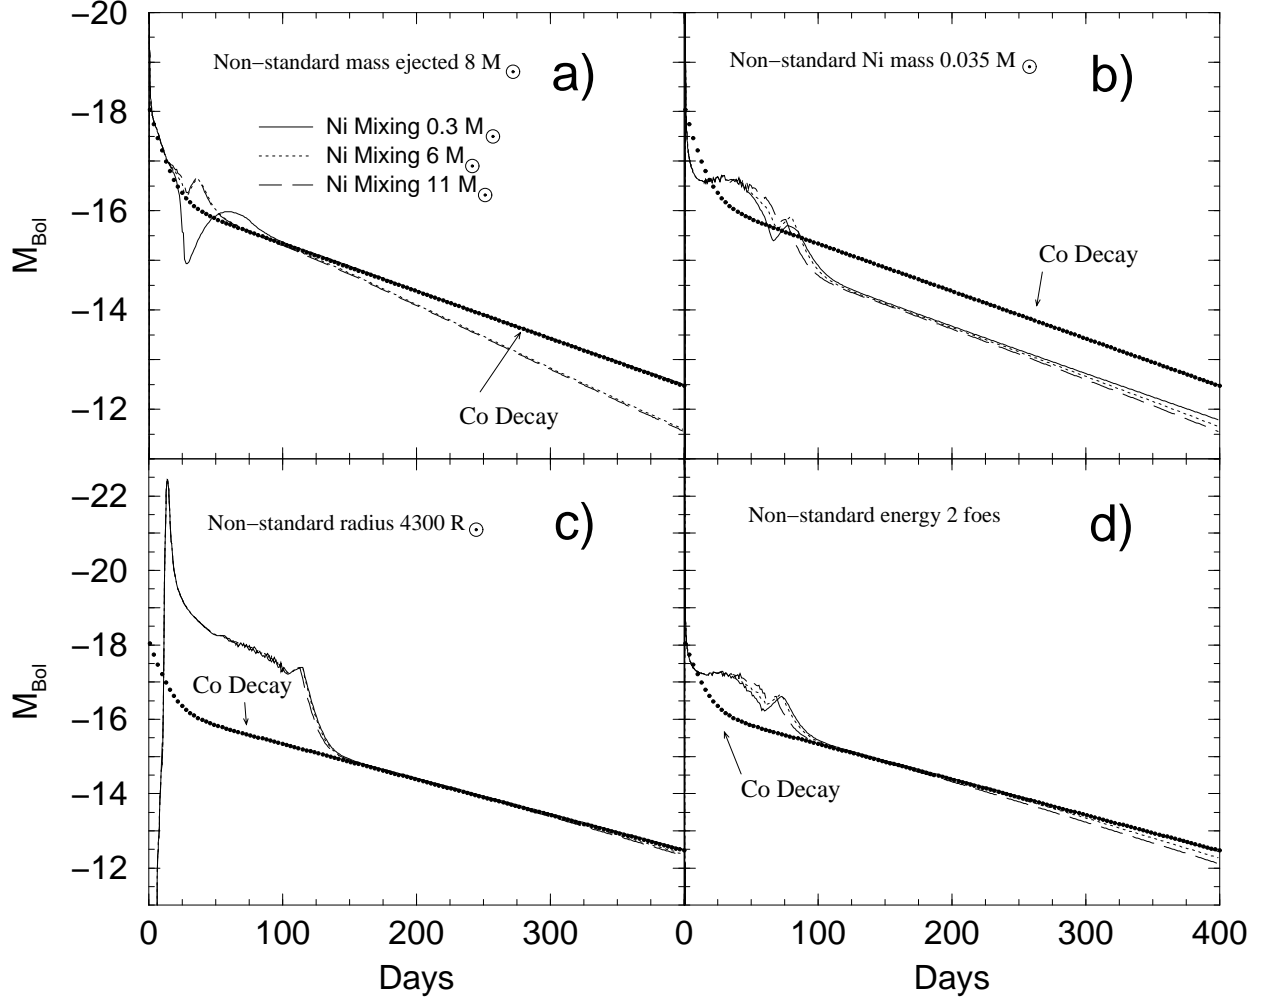 −20
−18
−16
−14
−12
M_Bol
Non−standard mass ejected 8 M☉
a)
Ni Mixing 0.3 M☉
Ni Mixing 6 M☉
Ni Mixing 11 M☉
Co Decay
Non−standard Ni mass 0.035 M☉
b)
Co Decay
−22
−20
−18
−16
−14
−12
M_Bol
Non−standard radius 4300 R☉
c)
Co Decay
Non−standard energy 2 foes
d)
Co Decay
0 100 200 300
0 100 200 300 400
Days
Days